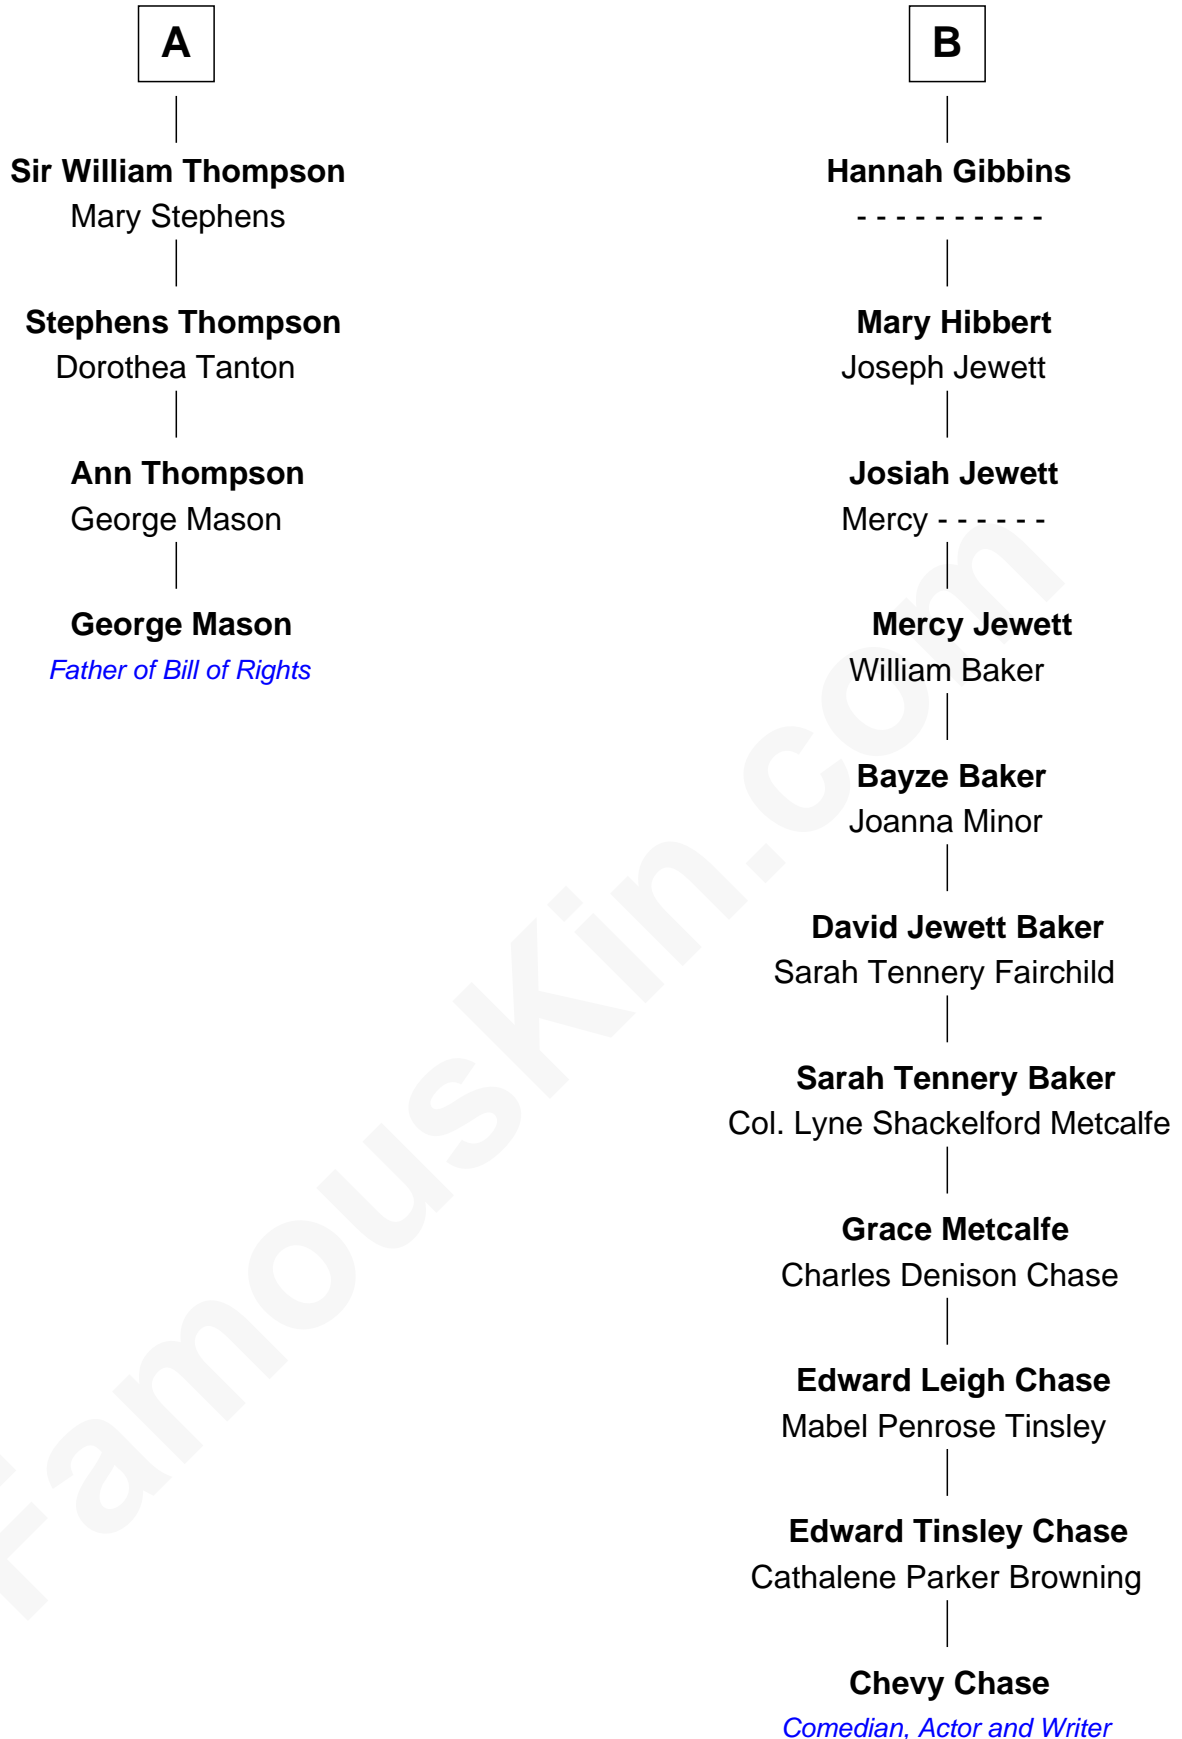 A
Sir William Thompson
Mary Stephens
Stephens Thompson
Dorothea Tanton
Ann Thompson
George Mason
George Mason
Father of Bill of Rights
B
Hannah Gibbins
- - - - - - - - - -
Mary Hibbert
Joseph Jewett
Josiah Jewett
Mercy - - - - - -
Mercy Jewett
William Baker
Bayze Baker
Joanna Minor
David Jewett Baker
Sarah Tennery Fairchild
Sarah Tennery Baker
Col. Lyne Shackelford Metcalfe
Grace Metcalfe
Charles Denison Chase
Edward Leigh Chase
Mabel Penrose Tinsley
Edward Tinsley Chase
Cathalene Parker Browning
Chevy Chase
Comedian, Actor and Writer
FamousKin.com